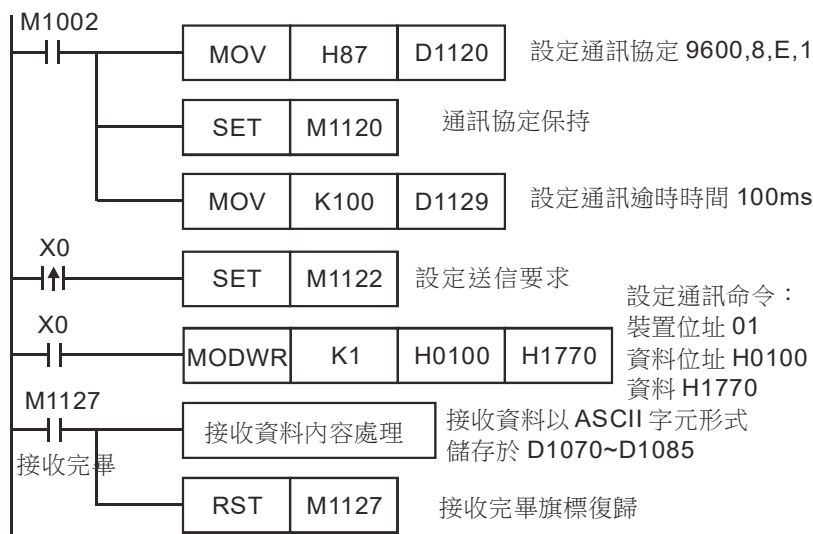 M1002
MOV H87 D1120 設定通訊協定 9600,8,E,1
SET M1120 通訊協定保持
MOV K100 D1129 設定通訊逾時時間 100ms
X0
SET M1122 設定送信要求
設定通訊命令：
裝置位址 01
資料位址 H0100
資料 H1770
X0
MODWR K1 H0100 H1770
M1127
接收完畢
接收資料內容處理
接收資料以 ASCII 字元形式
儲存於 D1070~D1085
RST M1127 接收完畢旗標復歸